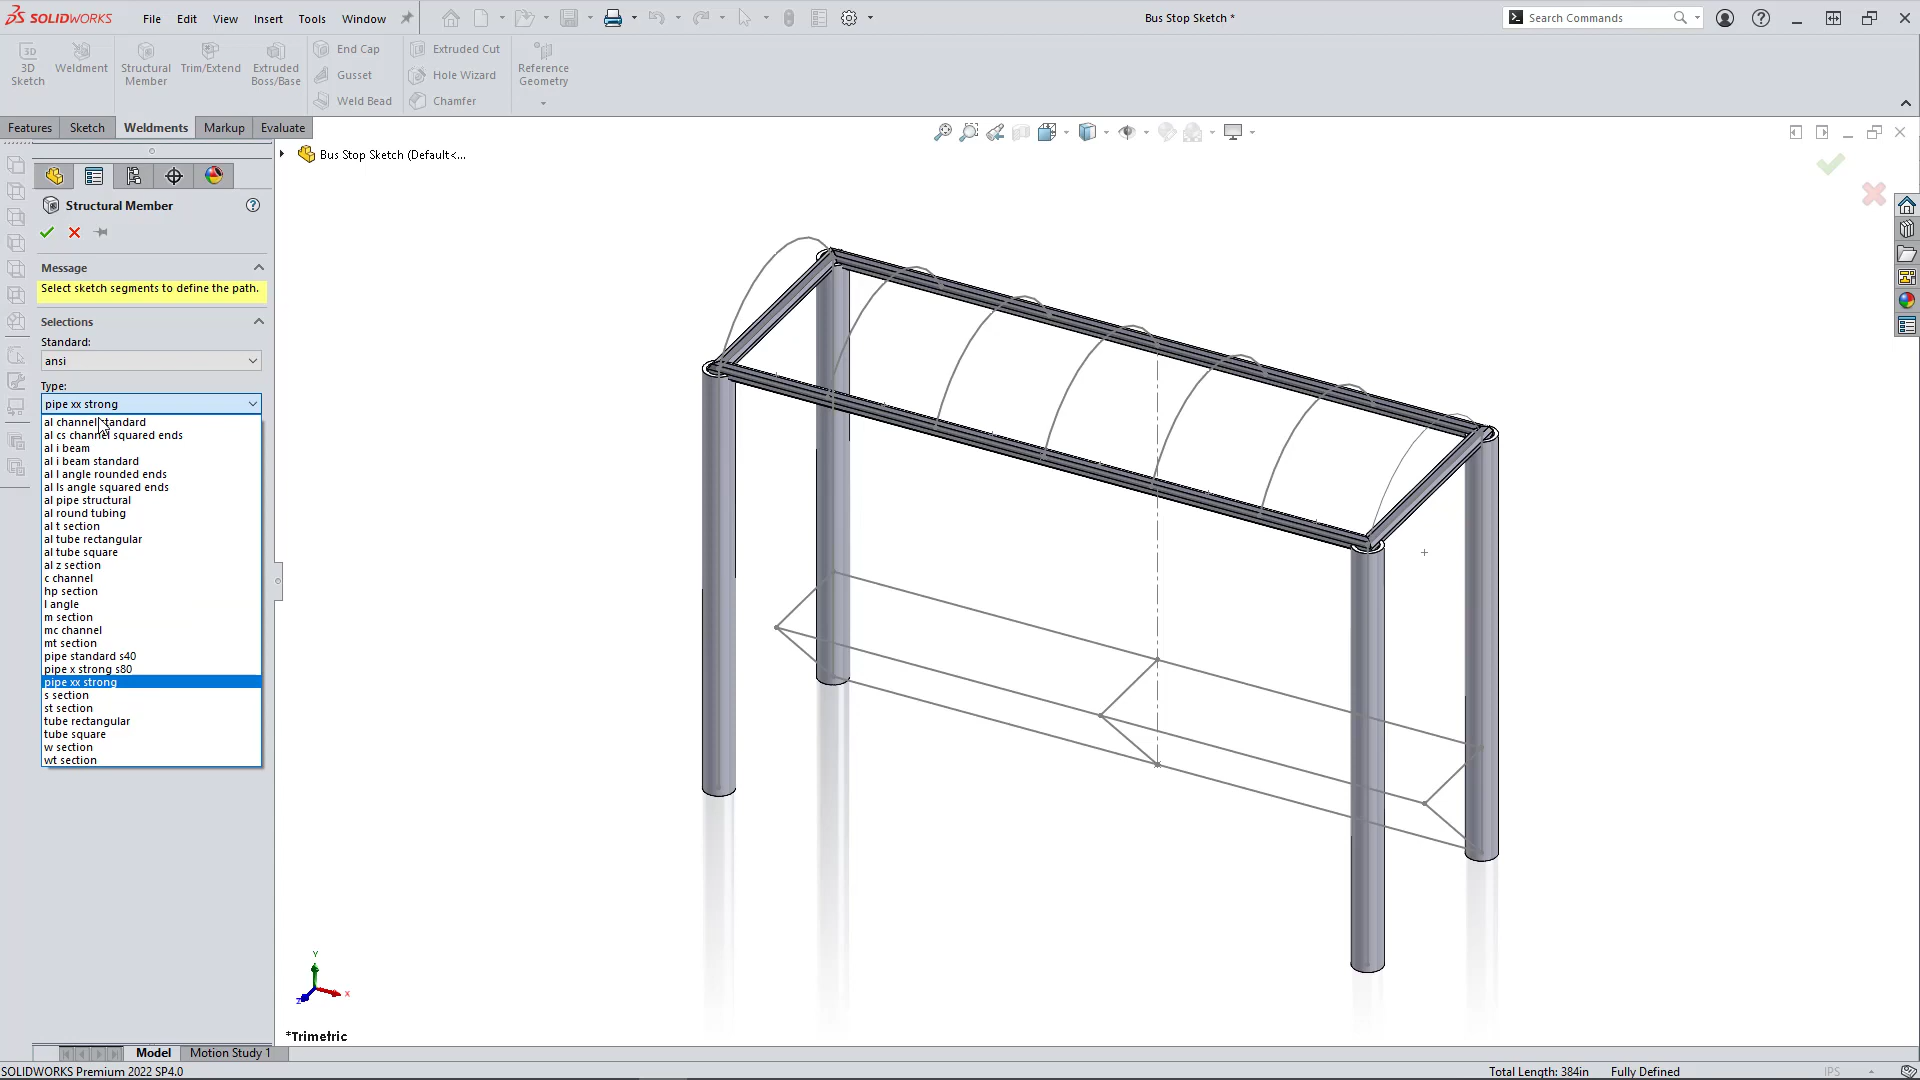 SOLIDWORKS
File
Edit
View
Insert
Tools
Window
Bus Stop Sketch *
Search Commands
3D Sketch
Weldment
Structural Member
Trim/Extend
Extruded Boss/Base
End Cap
Gusset
Weld Bead
Extruded Cut
Hole Wizard
Chamfer
Reference Geometry
Features
Sketch
Weldments
Markup
Evaluate
Bus Stop Sketch (Default<...
Structural Member
Message
Select sketch segments to define the path.
Selections
Standard:
ansi
Type:
pipe xx strong
al channel standard
al cs channel squared ends
al i beam
al i beam standard
al l angle rounded ends
al ls angle squared ends
al pipe structural
al round tubing
al t section
al tube rectangular
al tube square
al z section
c channel
hp section
l angle
m section
mc channel
mt section
pipe standard s40
pipe x strong s80
pipe xx strong
s section
st section
tube rectangular
tube square
w section
wt section
Y
X
Z
*Trimetric
Model
Motion Study 1
SOLIDWORKS Premium 2022 SP4.0
Total Length: 384in
Fully Defined
IPS